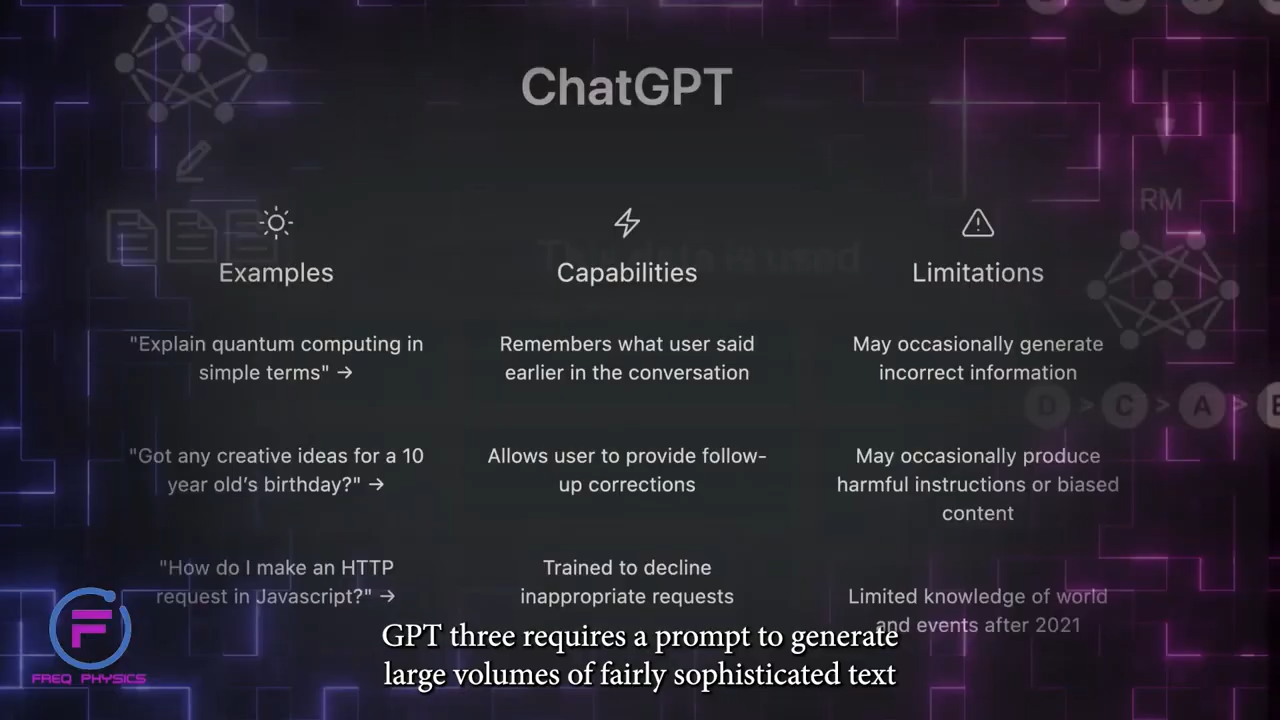 ChatGPT
RM
This data is used
Examples
Capabilities
Limitations
"Explain quantum computing in
simple terms" →
Remembers what user said
earlier in the conversation
May occasionally generate
incorrect information
D > C > A >
"Got any creative ideas for a 10
year old's birthday?" →
Allows user to provide follow-
up corrections
May occasionally produce
harmful instructions or biased
content
"How do I make an HTTP
request in Javascript?" →
Trained to decline
inappropriate requests
Limited knowledge of world
and events after 2021
GPT three requires a prompt to generate
large volumes of fairly sophisticated text
F
FREQ PHYSICS